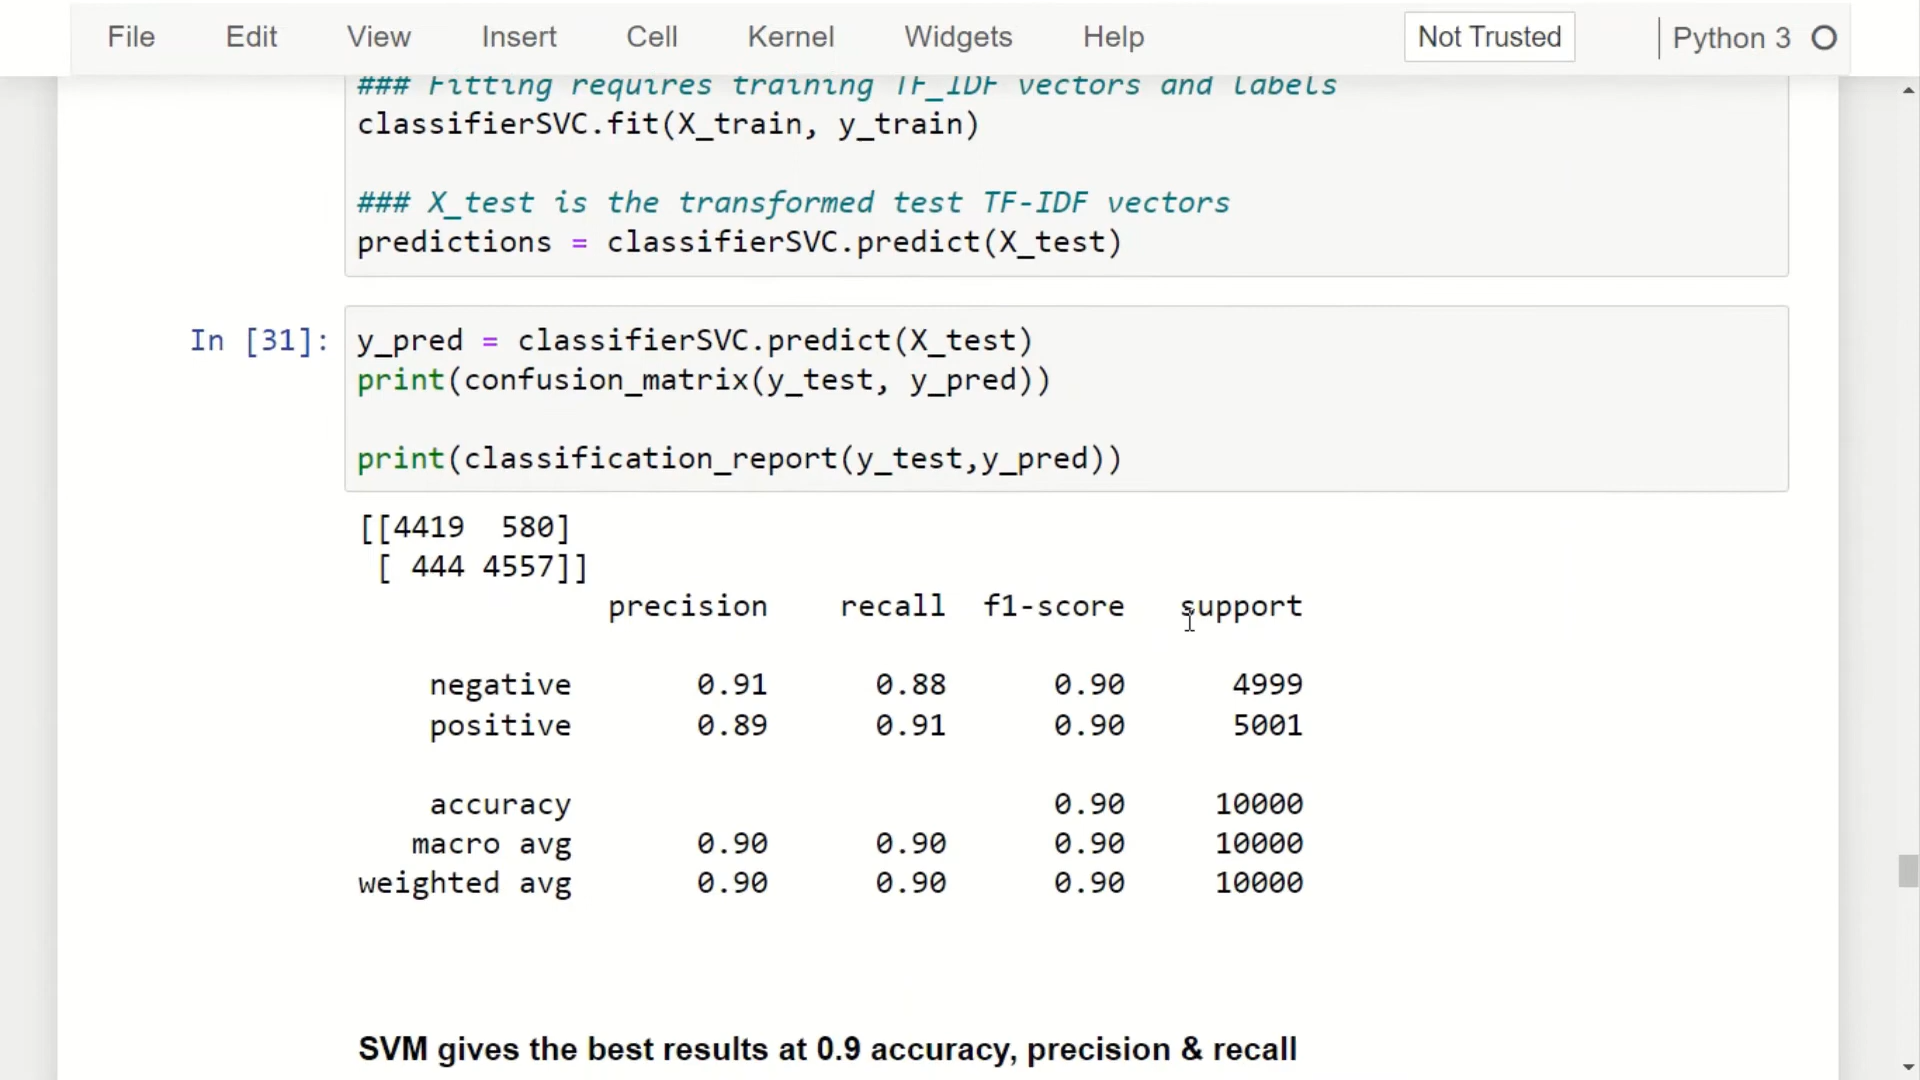 File Edit View Insert Cell Kernel Widgets Help Not Trusted Python 3
### Fitting requires training TF_IDF vectors and labels
classifierSVC.fit(X_train, y_train)
### X_test is the transformed test TF-IDF vectors
predictions = classifierSVC.predict(X_test)
In [31]: y_pred = classifierSVC.predict(X_test)
print(confusion_matrix(y_test, y_pred))
print(classification_report(y_test,y_pred))
[[4419  580]
 [ 444 4557]]
precision recall f1-score support
negative 0.91 0.88 0.90 4999
positive 0.89 0.91 0.90 5001
accuracy 0.90 10000
macro avg 0.90 0.90 0.90 10000
weighted avg 0.90 0.90 0.90 10000
SVM gives the best results at 0.9 accuracy, precision & recall